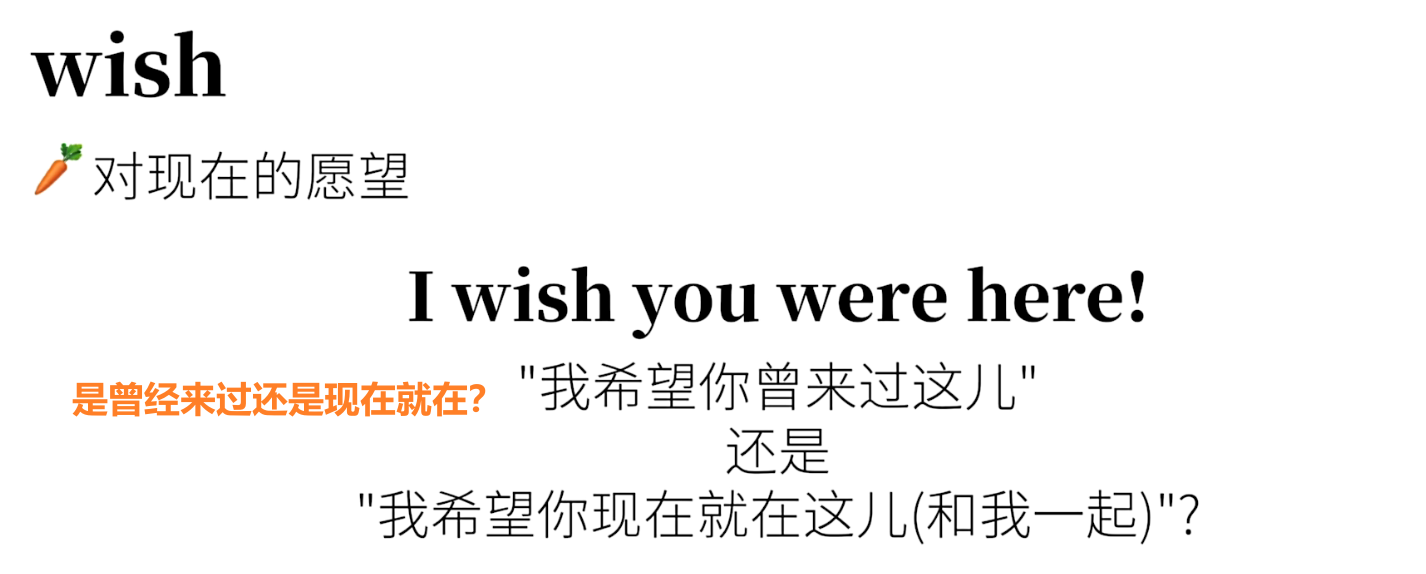 wish
🥕对现在的愿望
I wish you were here!
"我希望你曾来过这儿"
是曾经来过还是现在就在？
还是
"我希望你现在就在这儿(和我一起)"?